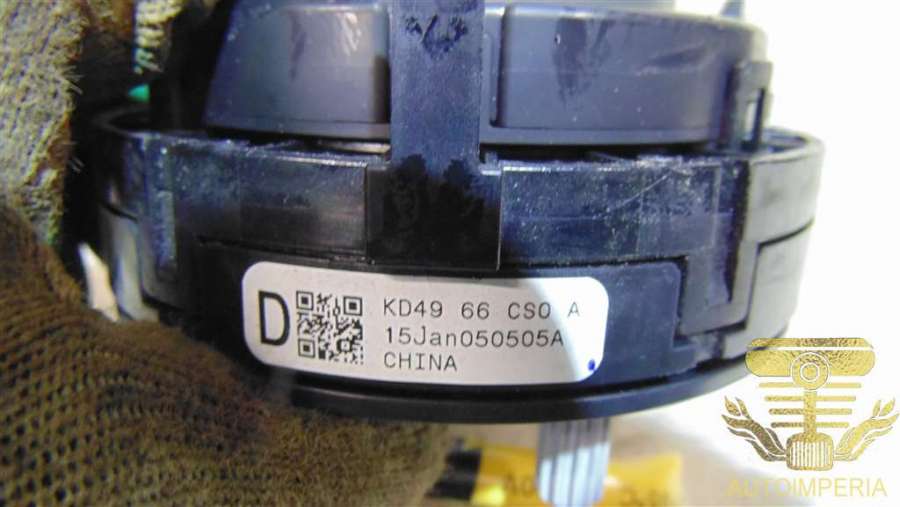 D
KD49 66 CS0 A
15Jan050505A
CHINA
AUTOIMPERIA